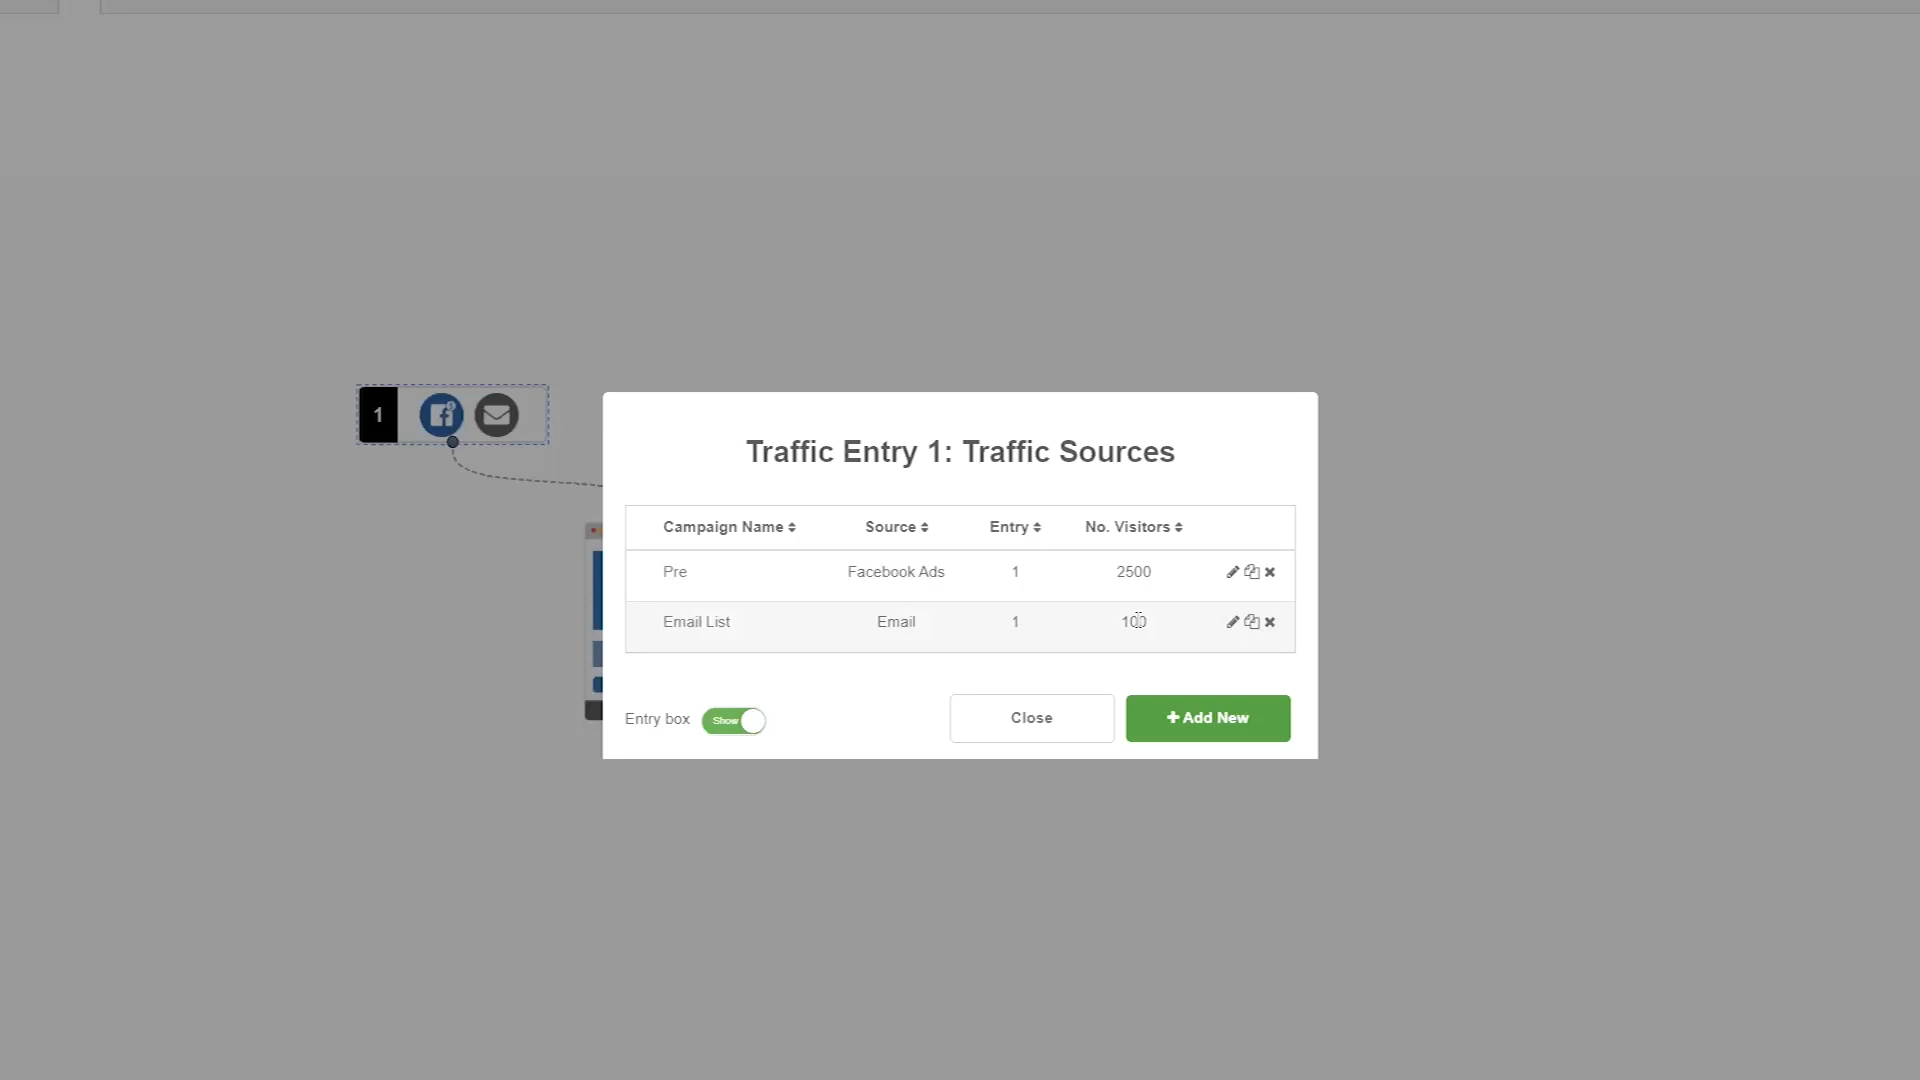 1
Traffic Entry 1: Traffic Sources
Campaign Name Source Entry No. Visitors
Pre Facebook Ads 1 2500
Email List Email 1 100
Entry box Show Close Add New